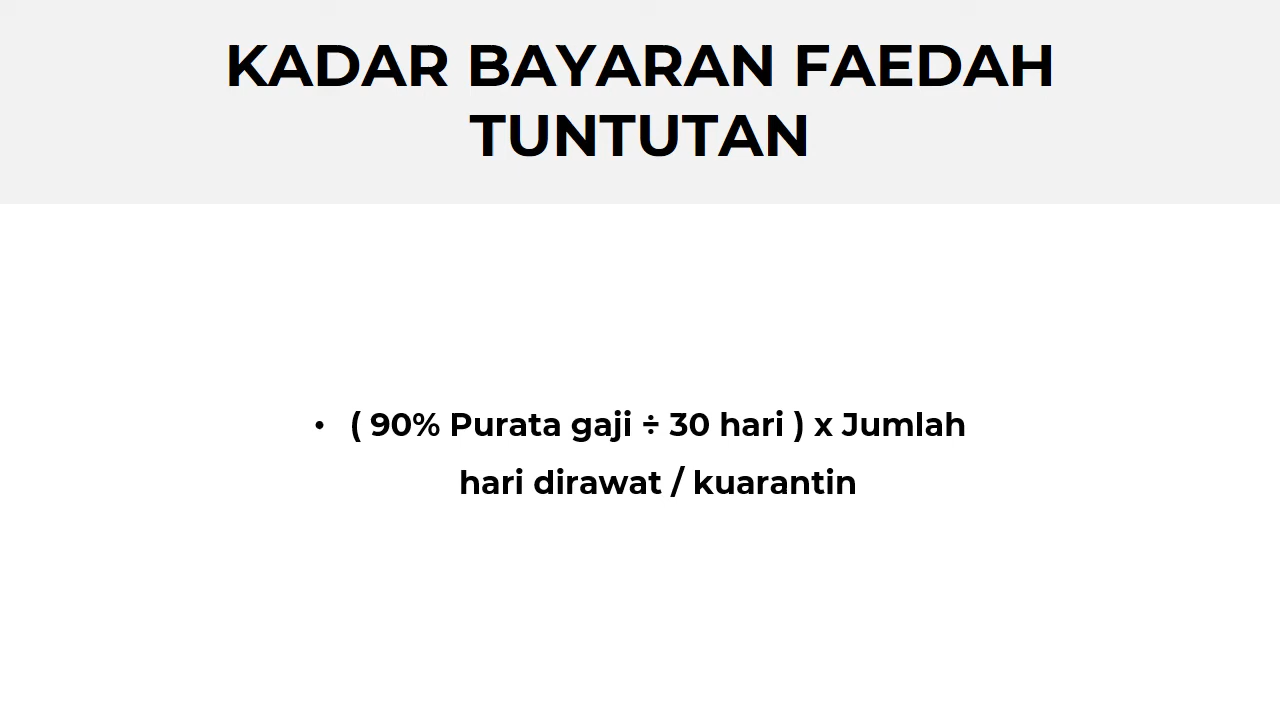 KADAR BAYARAN FAEDAH
TUNTUTAN
• ( 90% Purata gaji ÷ 30 hari ) x Jumlah
hari dirawat / kuarantin